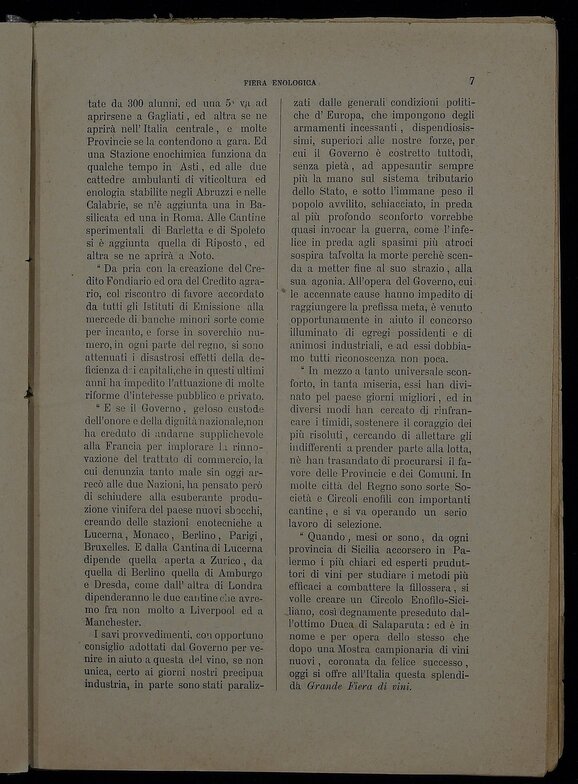 FIERA ENOLOGICA
7
tate da 300 alunni, ed una 5ª va ad
aprirsene a Gagliati, ed altra se ne
aprirà nell'Italia centrale, e molte
Provincie se la contendono a gara. Ed
una Stazione enochimica funziona da
qualche tempo in Asti, ed alle due
cattedre ambulanti di viticoltura ed
enologia stabilite negli Abruzzi e nelle
Calabrie, se n'è aggiunta una in Ba-
silicata ed una in Roma. Alle Cantine
sperimentali di Barletta e di Spoleto
si è aggiunta quella di Riposto, ed
altra se ne aprirà a Noto.
" Da pria con la creazione del Cre-
dito Fondiario ed ora del Credito agra-
rio, col riscontro di favore accordato
da tutti gli Istituti di Emissione alla
mercede di banche minori sorte come
per incanto, e forse in soverchio nu-
mero, in ogni parte del regno, si sono
attenuati i disastrosi effetti della de-
ficienza di capitali, che in questi ultimi
anni ha impedito l'attuazione di molte
riforme d'interesse pubblico e privato.
" E se il Governo, geloso custode
dell'onore e della dignità nazionale, non
ha creduto di andarne supplichevole
alla Francia per implorare la rinno-
vazione del trattato di commercio, la
cui denunzia tanto male sin oggi ar-
recò alle due Nazioni, ha pensato però
di schiudere alla esuberante produ-
zione vinifera del paese nuovi sbocchi,
creando delle stazioni enotecniche a
Lucerna, Monaco, Berlino, Parigi,
Bruxelles. E dalla Cantina di Lucerna
dipende quella aperta a Zurico, da
quella di Berlino quella di Amburgo
e Dresda, come dall'altra di Londra
dipenderanno le due cantine che avre-
mo fra non molto a Liverpool ed a
Manchester.
I savi provvedimenti, con opportuno
consiglio adottati dal Governo per ve-
nire in aiuto a questa del vino, se non
unica, certo ai giorni nostri precipua
industria, in parte sono stati paraliz-
zati dalle generali condizioni politi-
che d'Europa, che impongono degli
armamenti incessanti, dispendiosis-
simi, superiori alle nostre forze, per
cui il Governo è costretto tuttodì,
senza pietà, ad appesantir sempre
più la mano sul sistema tributario
dello Stato, e sotto l'immane peso il
popolo avvilito, schiacciato, in preda
al più profondo sconforto vorrebbe
quasi invocar la guerra, come l'infe-
lice in preda agli spasimi più atroci
sospira talvolta la morte perchè scen-
da a metter fine al suo strazio, alla
sua agonia. All'opera del Governo, cui
le accennate cause hanno impedito di
raggiungere la prefissa meta, è venuto
opportunamente in aiuto il concorso
illuminato di egregi possidenti e di
animosi industriali, e ad essi dobbia-
mo tutti riconoscenza non poca.
" In mezzo a tanto universale scon-
forto, in tanta miseria, essi han divi-
nato pel paese giorni migliori, ed in
diversi modi han cercato di rinfran-
care i timidi, sostenere il coraggio dei
più risoluti, cercando di allettare gli
indifferenti a prender parte alla lotta,
nè han trasandato di procurarsi il fa-
vore delle Provincie e dei Comuni. In
molte città del Regno sono sorte So-
cietà e Circoli enofili con importanti
cantine, e si va operando un serio
lavoro di selezione.
" Quando, mesi or sono, da ogni
provincia di Sicilia accorsero in Pa-
lermo i più chiari ed esperti produt-
tori di vini per studiare i metodi più
efficaci a combattere la fillossera, si
volle creare un Circolo Enofilo-Sici-
liano, così degnamente preseduto dal-
l'ottimo Duca di Salaparuta: ed è in
nome e per opera dello stesso che
dopo una Mostra campionaria di vini
nuovi, coronata da felice successo,
oggi si offre all'Italia questa splendi-
da Grande Fiera di vini.